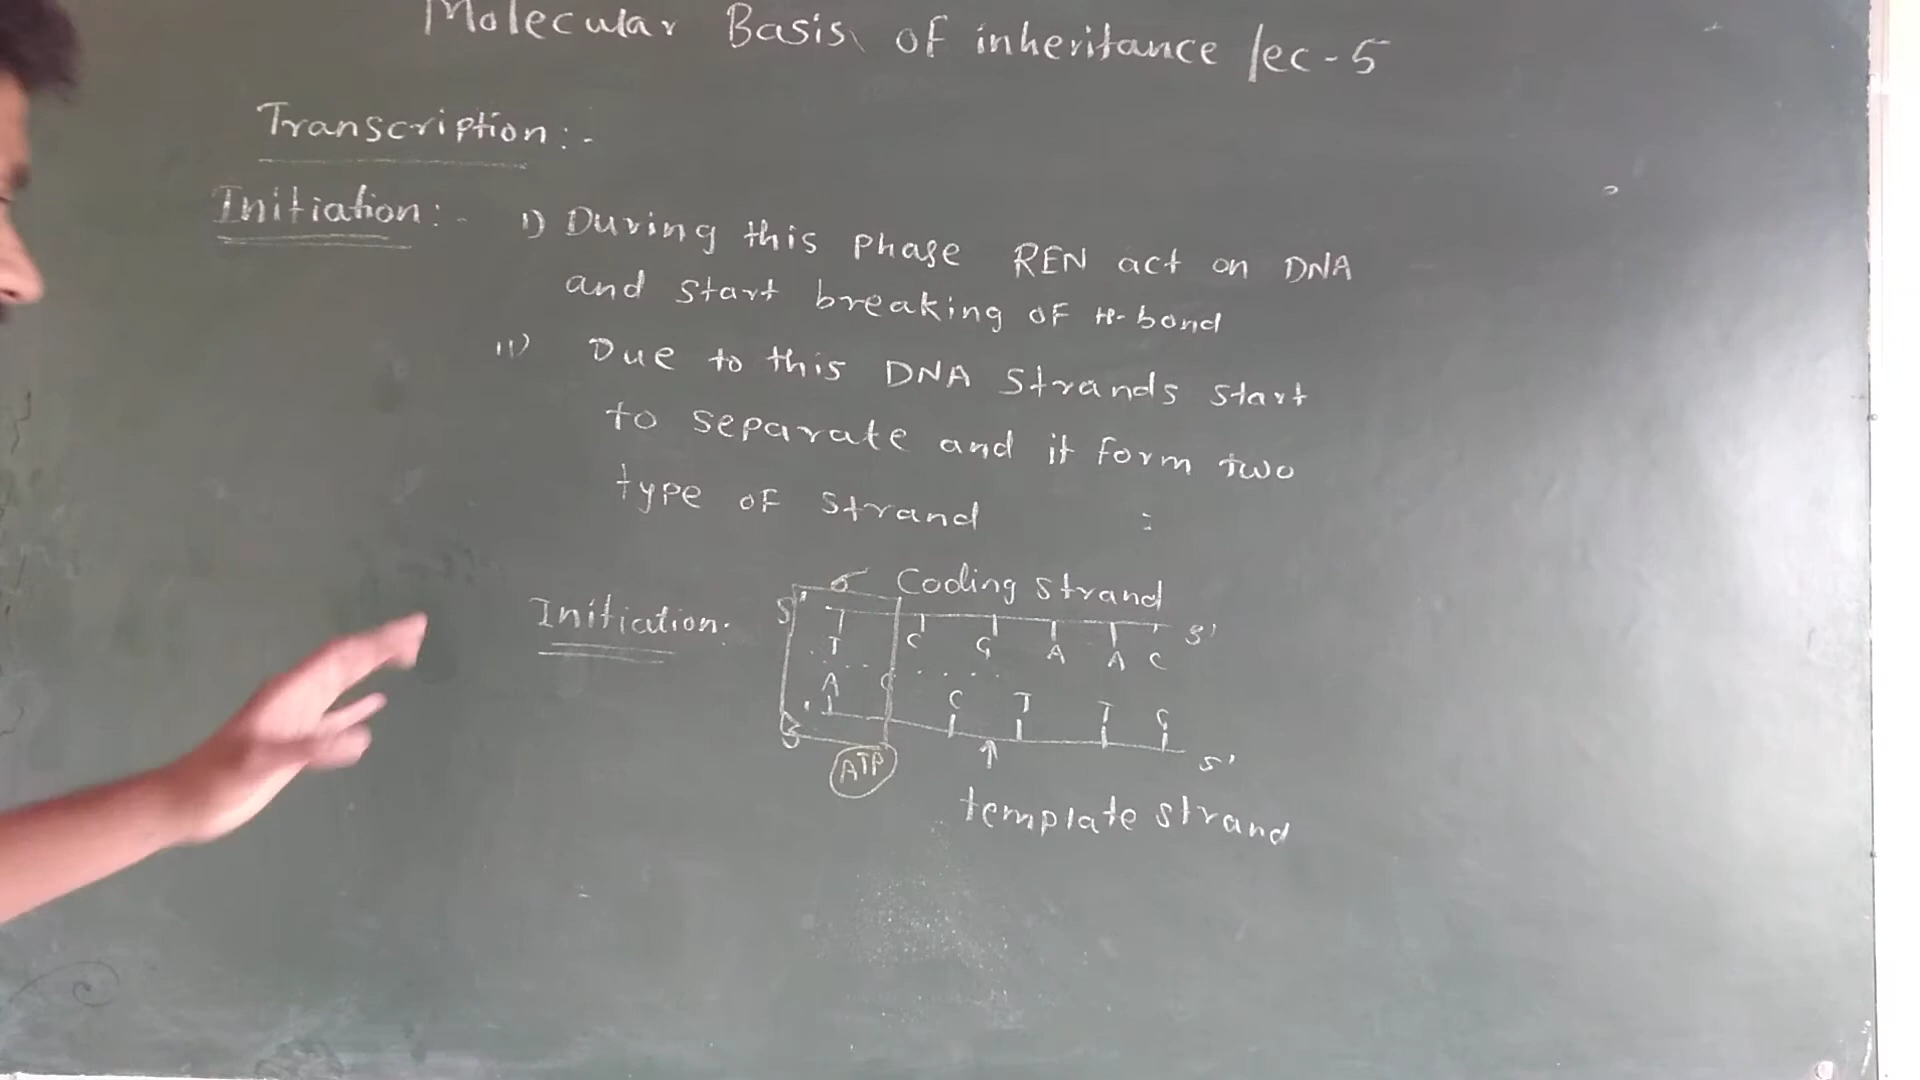 Molecular Basis of inheritance lec-5
Transcription:-
Initiation:- i) During this phase REN act on DNA
and start breaking of H-bond
ii) Due to this DNA strands start
to separate and it form two
type of strand :
σ Coding strand
Initiation. 5' 3'
T C G A A C
A G C T T G
5'
ATP
template strand